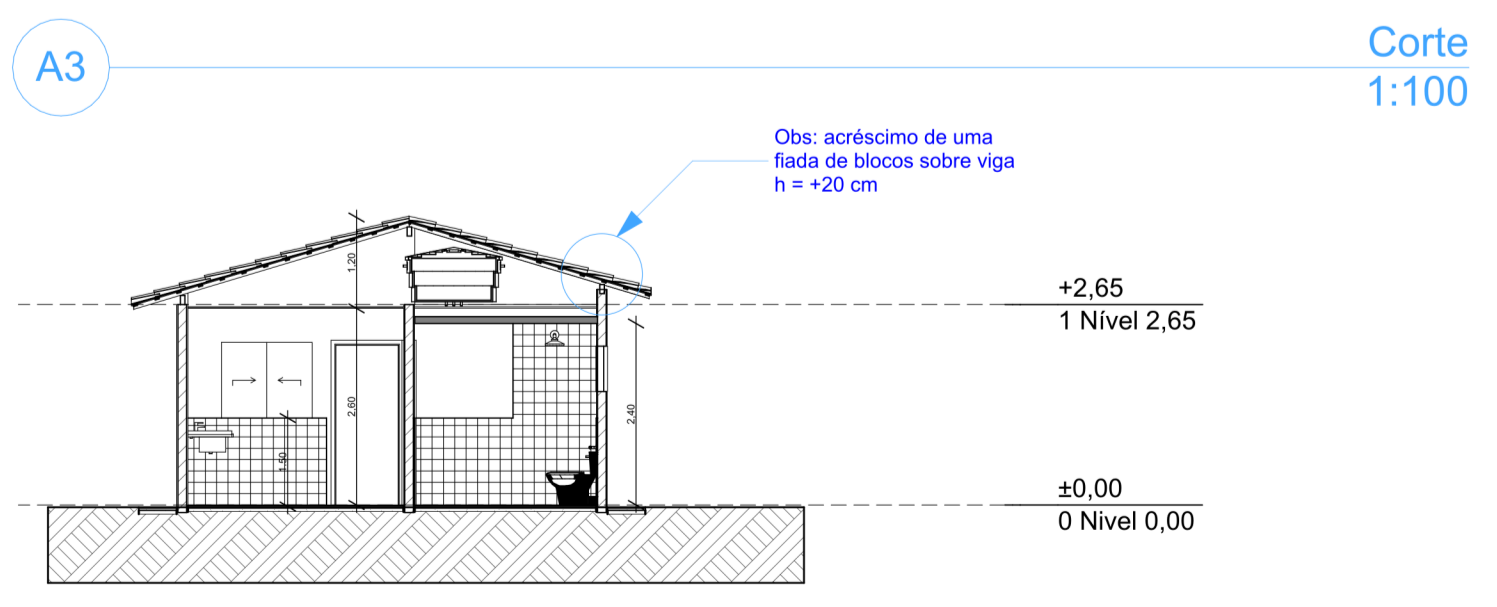 A3
Corte
1:100
Obs: acréscimo de uma
fiada de blocos sobre viga
h = +20 cm
1,20
+2,65
1 Nível 2,65
2,60
2,40
1,50
±0,00
0 Nivel 0,00